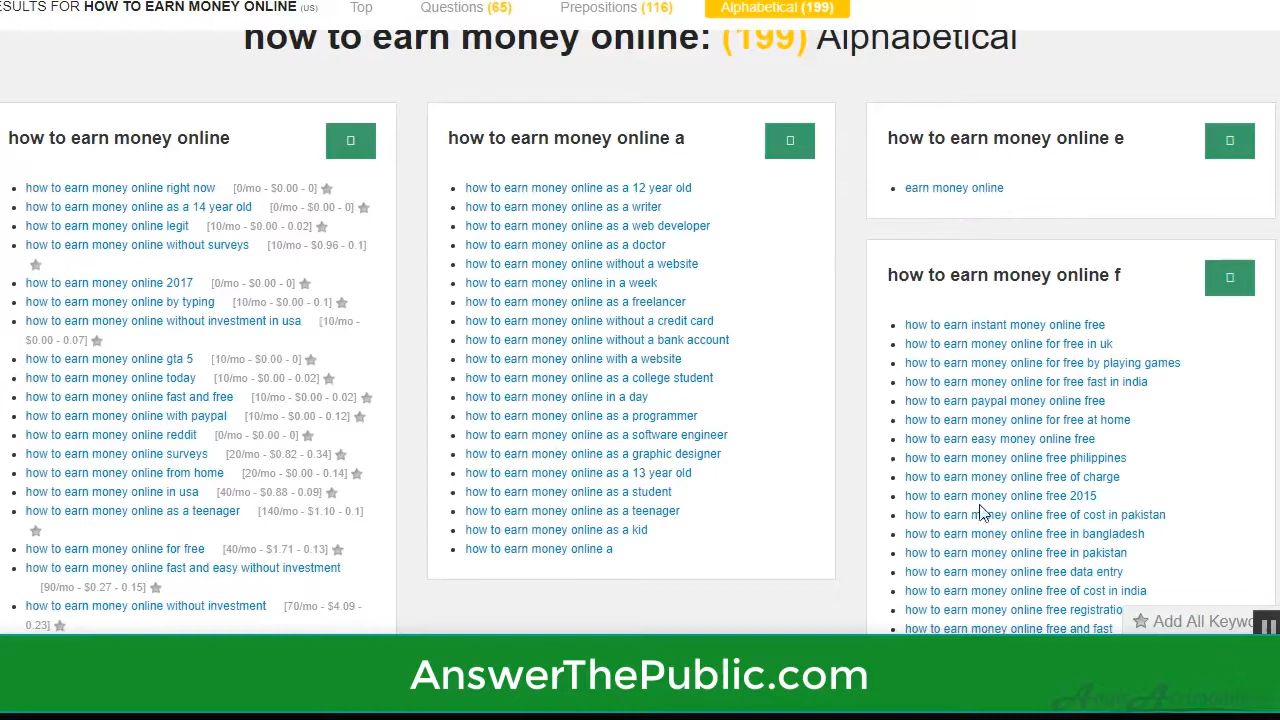 ESULTS FOR HOW TO EARN MONEY ONLINE (US) Top Questions (65) Prepositions (116) Alphabetical (199)
how to earn money online: (199) Alphabetical
how to earn money online
how to earn money online right now [0/mo - $0.00 - 0]
how to earn money online as a 14 year old [0/mo - $0.00 - 0]
how to earn money online legit [10/mo - $0.00 - 0.02]
how to earn money online without surveys [10/mo - $0.96 - 0.1]
how to earn money online 2017 [0/mo - $0.00 - 0]
how to earn money online by typing [10/mo - $0.00 - 0.1]
how to earn money online without investment in usa [10/mo -
$0.00 - 0.07]
how to earn money online gta 5 [10/mo - $0.00 - 0]
how to earn money online today [10/mo - $0.00 - 0.02]
how to earn money online fast and free [10/mo - $0.00 - 0.02]
how to earn money online with paypal [10/mo - $0.00 - 0.12]
how to earn money online reddit [0/mo - $0.00 - 0]
how to earn money online surveys [20/mo - $0.82 - 0.34]
how to earn money online from home [20/mo - $0.00 - 0.14]
how to earn money online in usa [40/mo - $0.88 - 0.09]
how to earn money online as a teenager [140/mo - $1.10 - 0.1]
how to earn money online for free [40/mo - $1.71 - 0.13]
how to earn money online fast and easy without investment
[90/mo - $0.27 - 0.15]
how to earn money online without investment [70/mo - $4.09 -
0.23]
how to earn money online a
how to earn money online as a 12 year old
how to earn money online as a writer
how to earn money online as a web developer
how to earn money online as a doctor
how to earn money online without a website
how to earn money online in a week
how to earn money online as a freelancer
how to earn money online without a credit card
how to earn money online without a bank account
how to earn money online with a website
how to earn money online as a college student
how to earn money online in a day
how to earn money online as a programmer
how to earn money online as a software engineer
how to earn money online as a graphic designer
how to earn money online as a 13 year old
how to earn money online as a student
how to earn money online as a teenager
how to earn money online as a kid
how to earn money online a
how to earn money online e
earn money online
how to earn money online f
how to earn instant money online free
how to earn money online for free in uk
how to earn money online for free by playing games
how to earn money online for free fast in india
how to earn paypal money online free
how to earn money online for free at home
how to earn easy money online free
how to earn money online free philippines
how to earn money online free of charge
how to earn money online free 2015
how to earn money online free of cost in pakistan
how to earn money online free in bangladesh
how to earn money online free in pakistan
how to earn money online free data entry
how to earn money online free of cost in india
how to earn money online free registratio
how to earn money online free and fast
Add All Keywo
AnswerThePublic.com